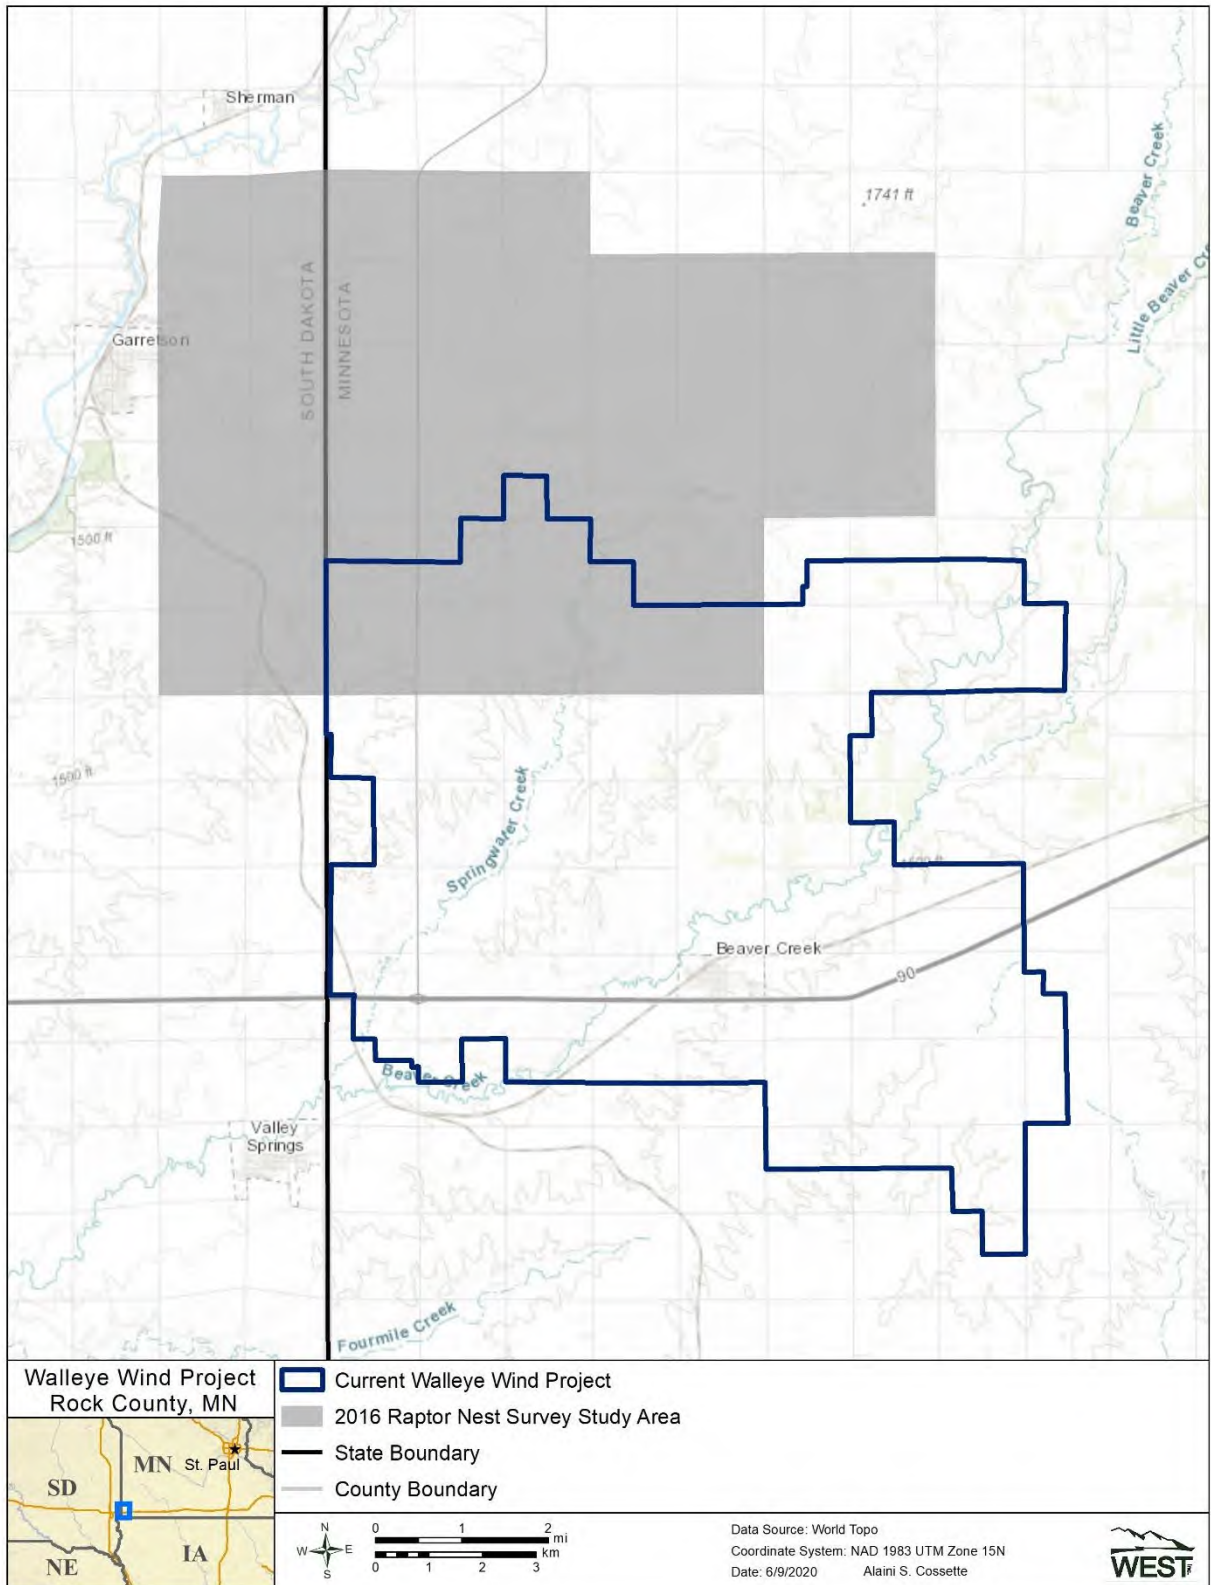 Sherman
1741 ft
Beaver Creek
Little Beaver Cre
SOUTH DAKOTA
MINNESOTA
Garretson
1500 ft
1500 ft
Springwater Creek
1500 ft
Beaver Creek
90
Beaver Creek
Valley
Springs
Fourmile Creek
Walleye Wind Project
Rock County, MN
SD
MN
St. Paul
NE
IA
Current Walleye Wind Project
2016 Raptor Nest Survey Study Area
State Boundary
County Boundary
N
W
E
S
0 1 2
mi
km
0 1 2 3
Data Source: World Topo
Coordinate System: NAD 1983 UTM Zone 15N
Date: 6/9/2020 Alaini S. Cossette
WEST